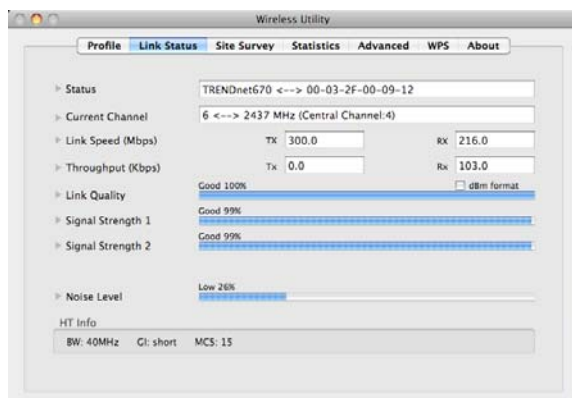 Wireless Utility
Profile Link Status Site Survey Statistics Advanced WPS About
Status TRENDnet670 <--> 00-03-2F-00-09-12
Current Channel 6 <--> 2437 MHz (Central Channel:4)
Link Speed (Mbps) TX 300.0 RX 216.0
Throughput (Kbps) Tx 0.0 Rx 103.0
Good 100% dBm format
Link Quality
Good 99%
Signal Strength 1
Good 99%
Signal Strength 2
Low 26%
Noise Level
HT Info
BW: 40MHz GI: short MCS: 15